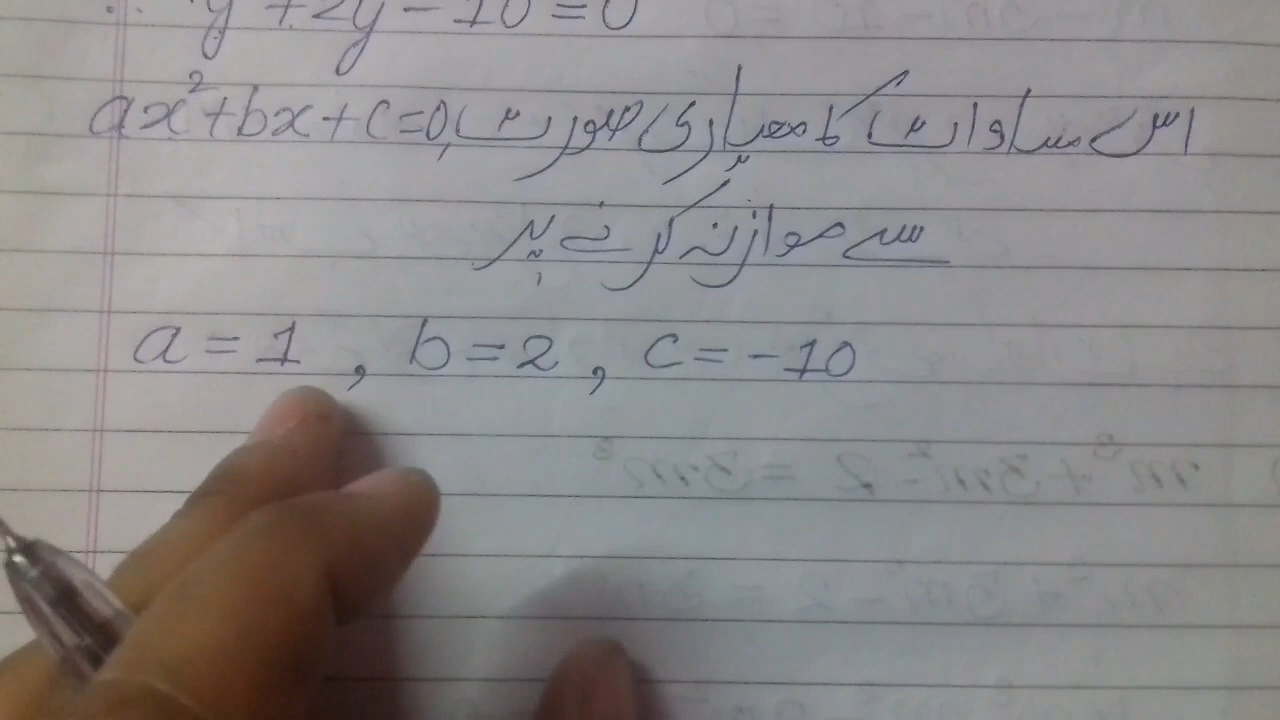 ∴ y² + 2y - 10 = 0
اس مساوات کا معیاری صورت، ax² + bx + c = 0
سے موازنہ کرنے پر
a = 1 , b = 2 , c = -10